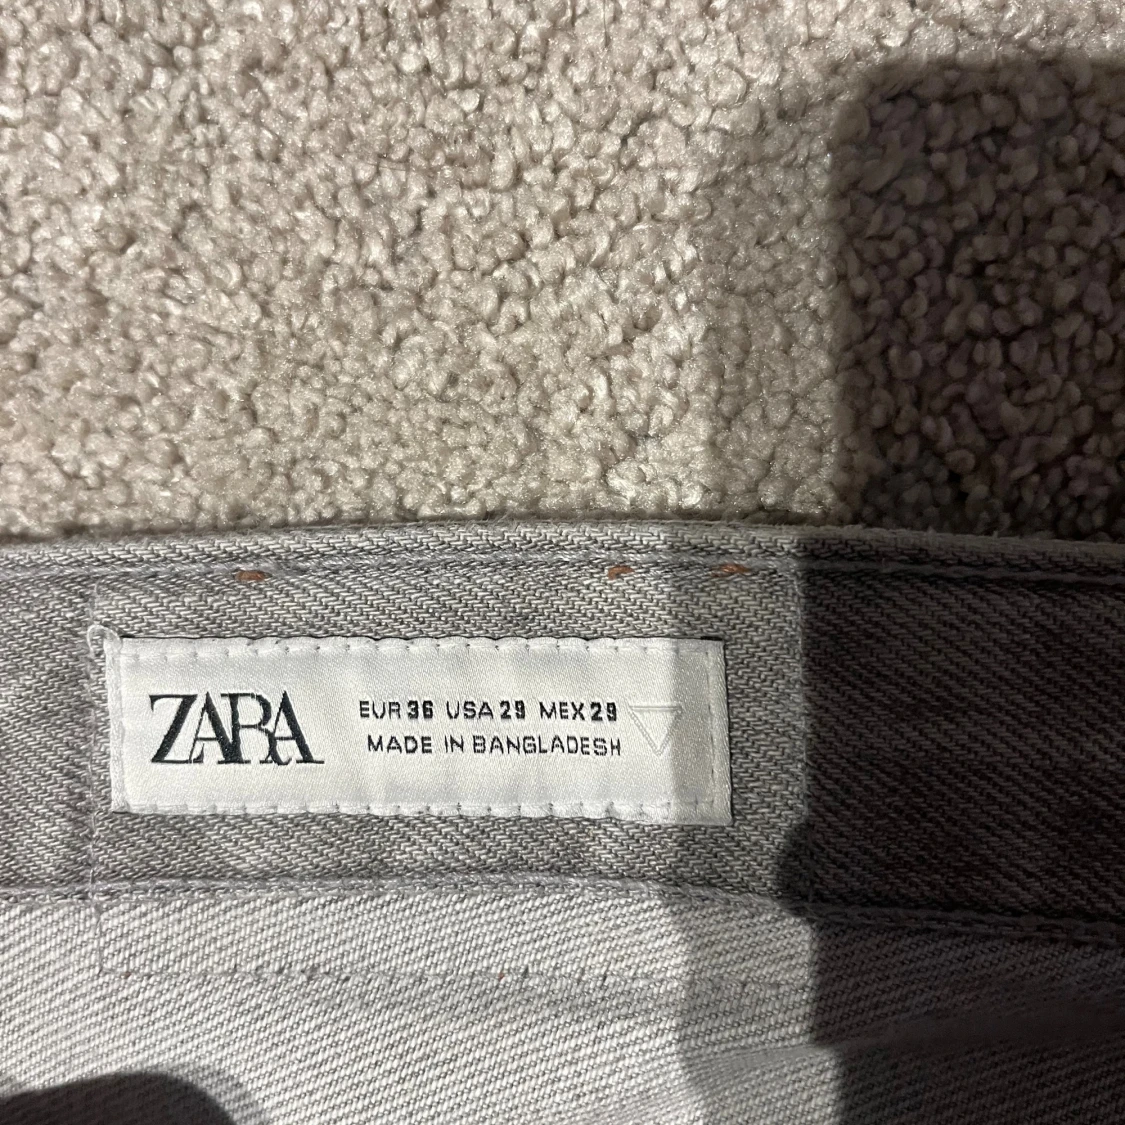 ZARA
EUR 36 USA 29 MEX 29
MADE IN BANGLADESH